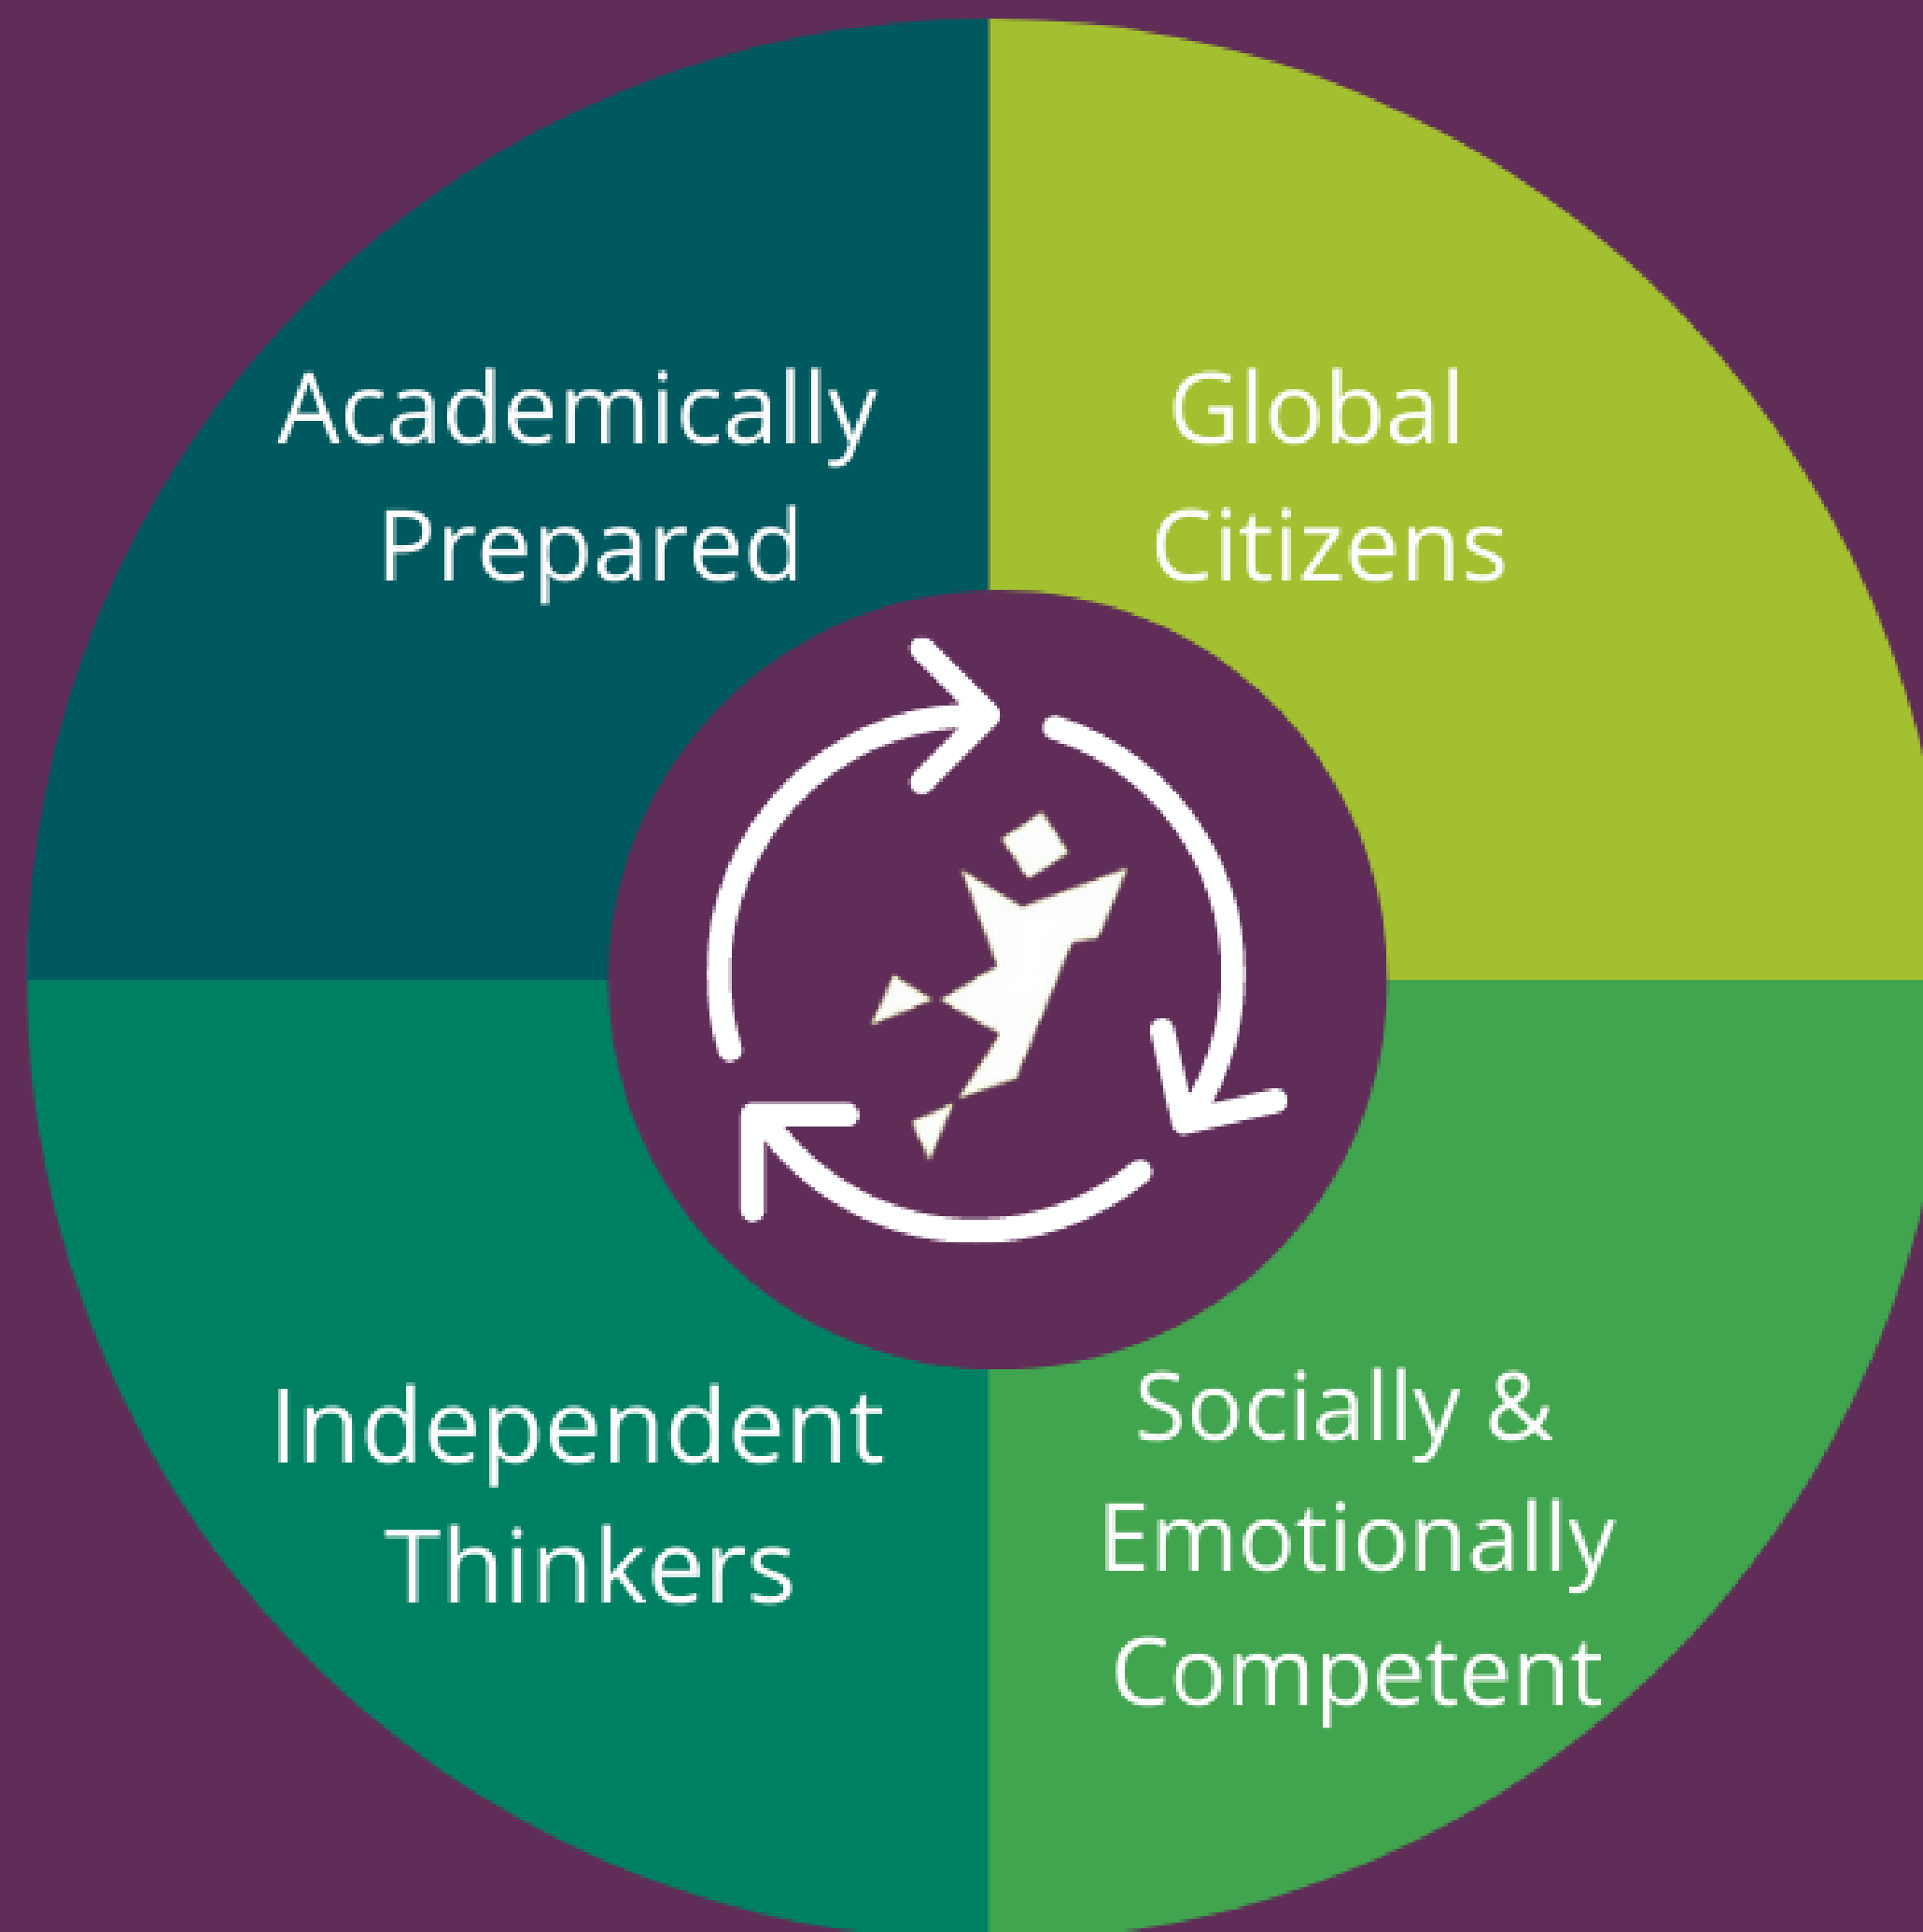 Academically
Prepared
Global
Citizens
Independent
Thinkers
Socially &
Emotionally
Competent